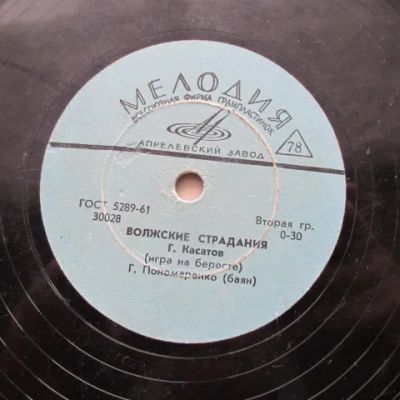 МЕЛОДИЯ
ВСЕСОЮЗНАЯ ФИРМА ГРАМПЛАСТИНОК
АПРЕЛЕВСКИЙ ЗАВОД
78
ГОСТ 5289-61
30028
Вторая гр.
0-30
ВОЛЖСКИЕ СТРАДАНИЯ
Г. Касатов
(игра на бересте)
Г. Пономаренко (баян)